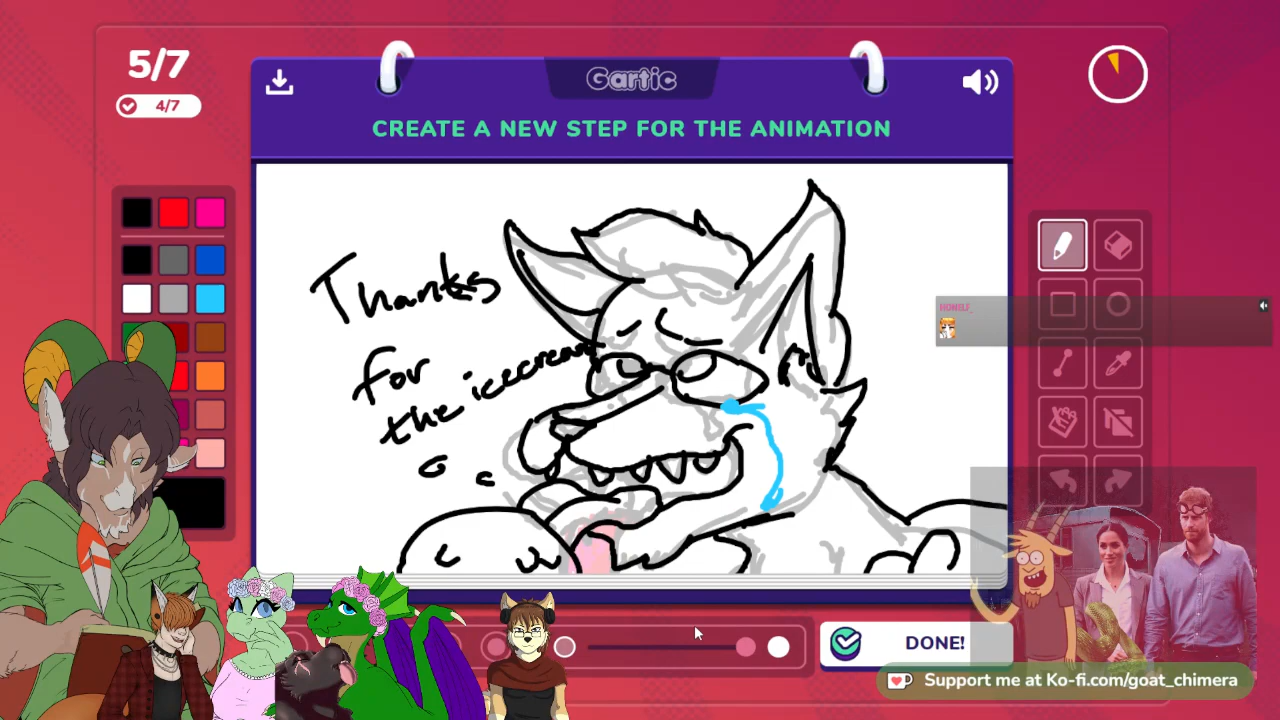 5/7
4/7
Gartic
CREATE A NEW STEP FOR THE ANIMATION
Thanks
for
the icecream
HOMELF_
DONE!
Support me at Ko-fi.com/goat_chimera